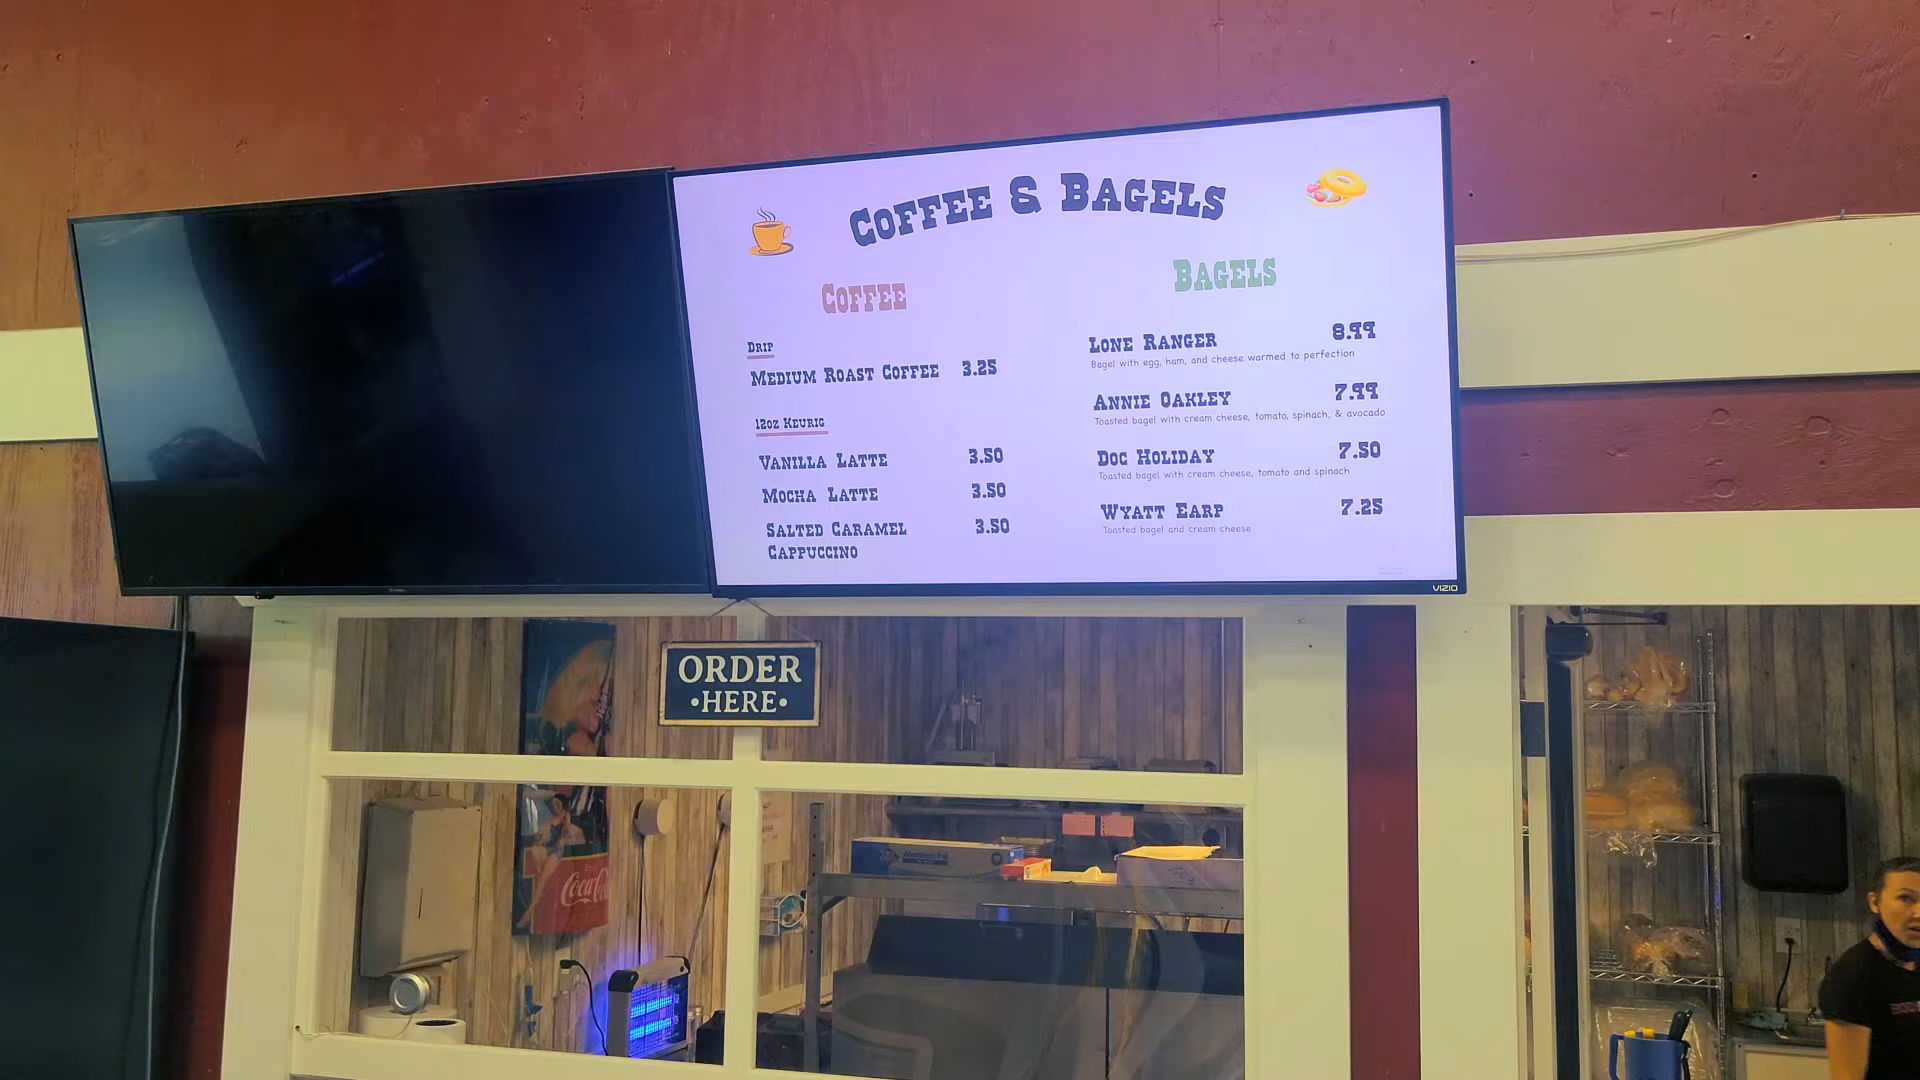 COFFEE & BAGELS
COFFEE
DRIP
MEDIUM ROAST COFFEE 3.25
12OZ KEURIG
VANILLA LATTE 3.50
MOCHA LATTE 3.50
SALTED CARAMEL 3.50
CAPPUCCINO
BAGELS
LONE RANGER 8.99
Bagel with egg, ham, and cheese warmed to perfection
ANNIE OAKLEY 7.99
Toasted bagel with cream cheese, tomato, spinach, & avocado
DOC HOLIDAY 7.50
Toasted bagel with cream cheese, tomato and spinach
WYATT EARP 7.25
Toasted bagel and cream cheese
VIZIO
ORDER
•HERE•
Aluminum Foil
Coca-Cola